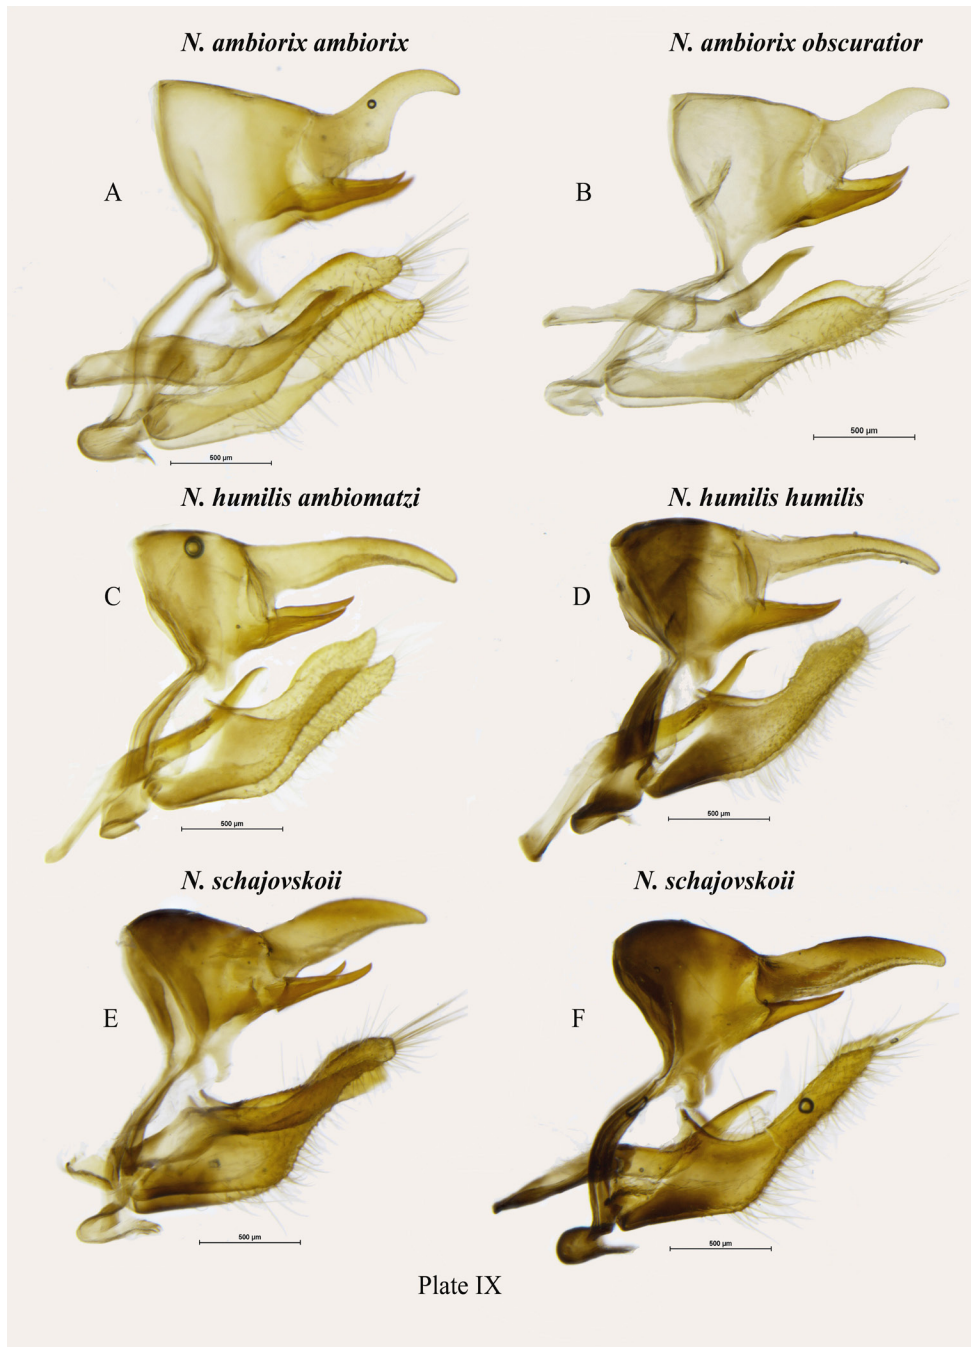 N. ambiorix ambiorix
N. ambiorix obscuratior
A
B
500 µm
500 µm
N. humilis ambiomatzi
N. humilis humilis
C
D
500 µm
500 µm
N. schajovskoii
N. schajovskoii
E
F
500 µm
500 µm
Plate IX